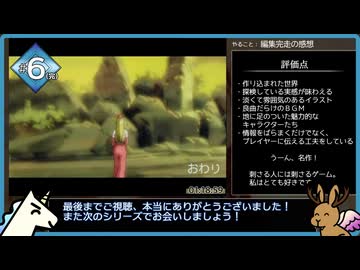 #6(完)
やること: 編集完走の感想
評価点
・作り込まれた世界
・探検している実感が味わえる
・淡くて雰囲気のあるイラスト
・良曲だらけのBGM
・地に足のついた魅力的な
キャラクターたち
・情報をばらまくだけでなく、
プレイヤーに伝える工夫をしている
うーん、名作!
刺さる人には刺さるゲーム。
私はとても好きです
おわり
01:18:59
最後までご視聴、本当にありがとうございました!
また次のシリーズでお会いしましょう!